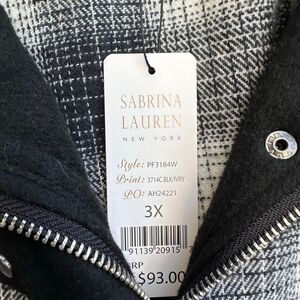 SABRINA
LAUREN
NEW YORK
Style: PF3184W
Print: 3714C BLK/IVRY
PO: AH24221
3X
91139 20915
RP
$93.00